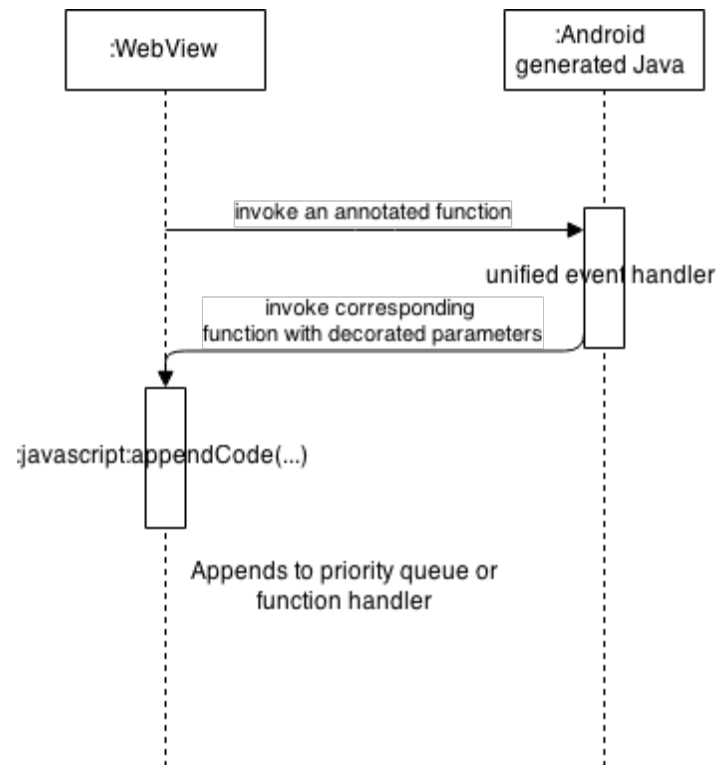 :WebView
:Android
generated Java
invoke an annotated function
unified event handler
invoke corresponding
function with decorated parameters
:javascript:appendCode(...)
Appends to priority queue or
function handler